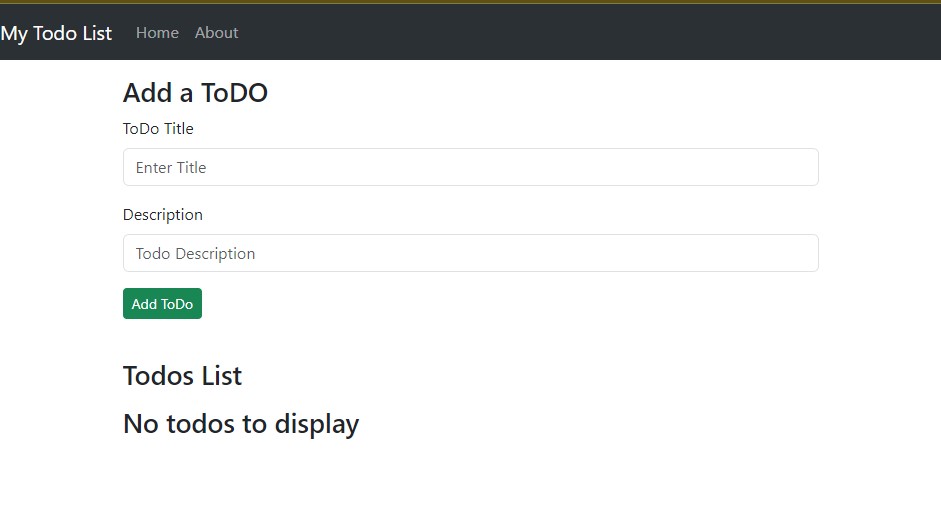 My Todo List Home About
Add a ToDO
ToDo Title
Enter Title
Description
Todo Description
Add ToDo
Todos List
No todos to display